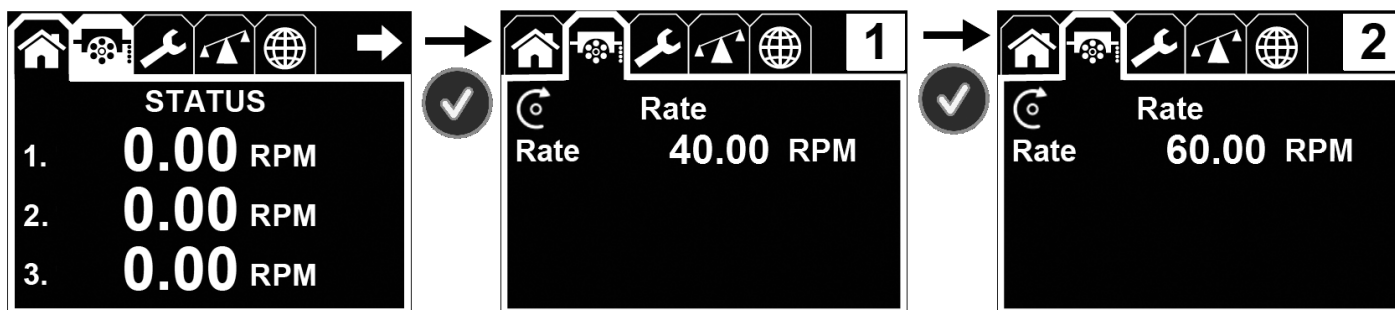 STATUS
1. 0.00 RPM
2. 0.00 RPM
3. 0.00 RPM
1
Rate
Rate 40.00 RPM
2
Rate
Rate 60.00 RPM